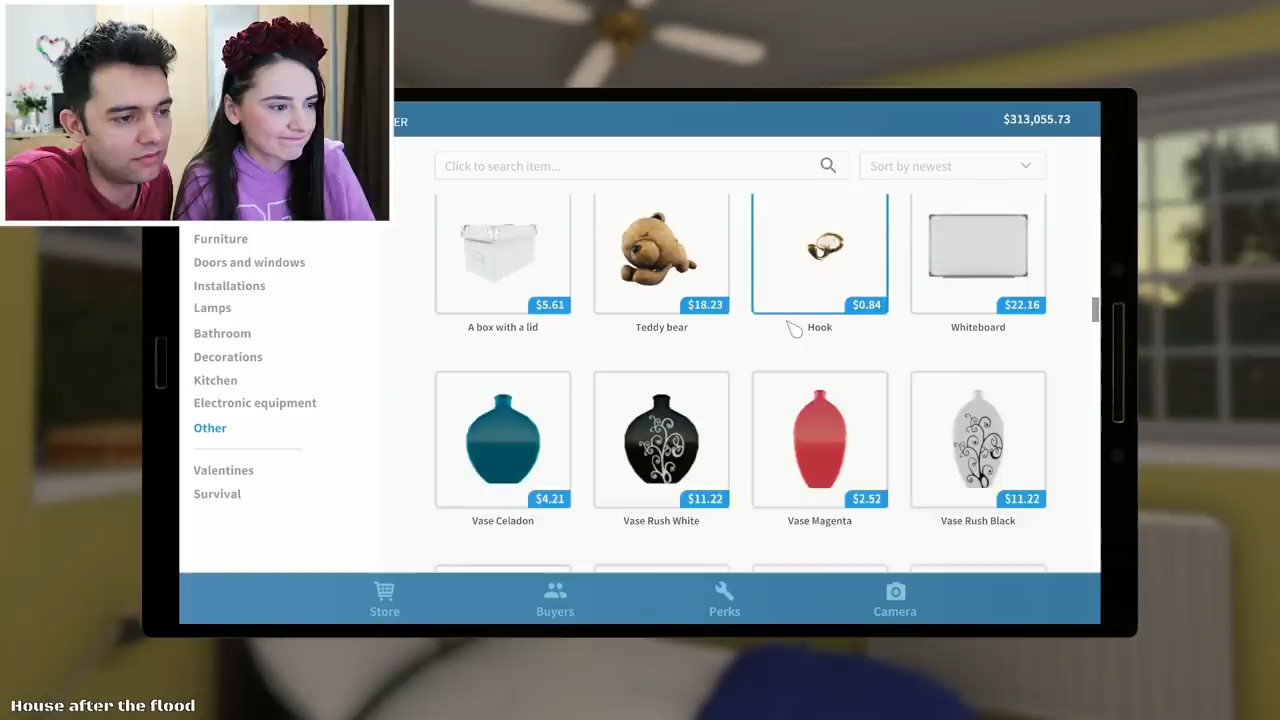 ER
$313,055.73
Click to search item...
Sort by newest
Furniture
Doors and windows
Installations
Lamps
Bathroom
Decorations
Kitchen
Electronic equipment
Other
Valentines
Survival
$5.61
$18.23
$0.84
$22.16
A box with a lid
Teddy bear
Hook
Whiteboard
$4.21
$11.22
$2.52
$11.22
Vase Celadon
Vase Rush White
Vase Magenta
Vase Rush Black
Store
Buyers
Perks
Camera
House after the flood